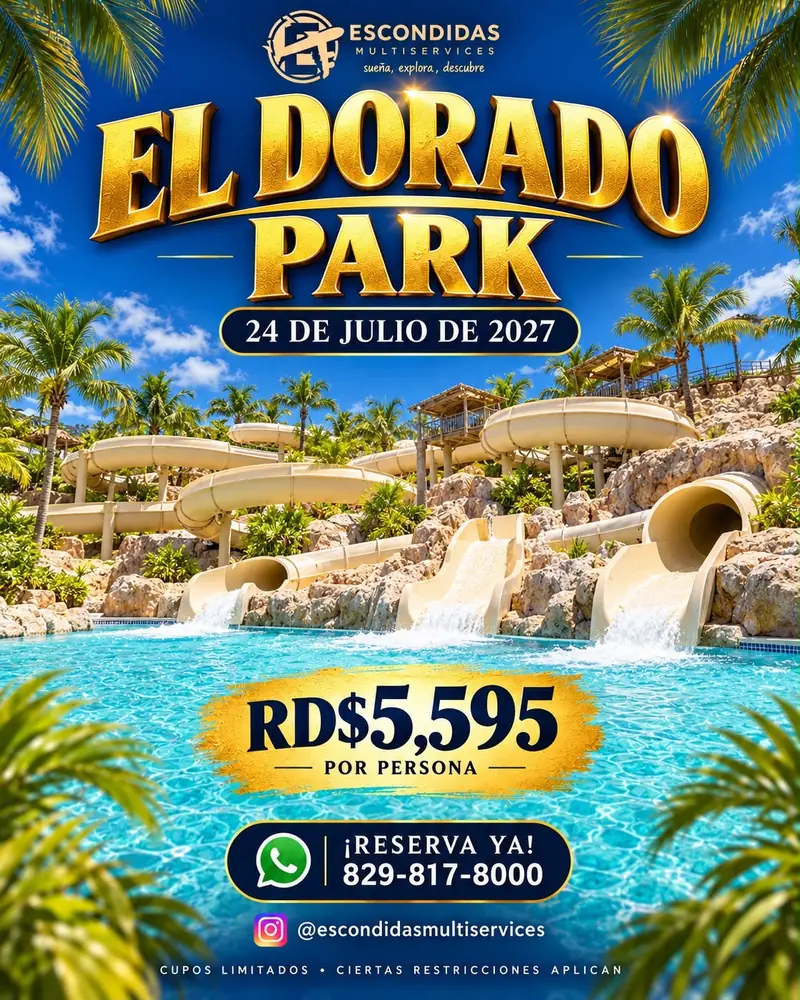 ESCONDIDAS
MULTISERVICES
sueña, explora, descubre
EL DORADO
PARK
24 DE JULIO DE 2027
RD$5,595
POR PERSONA
¡RESERVA YA!
829-817-8000
@escondidasmultiservices
CUPOS LIMITADOS • CIERTAS RESTRICCIONES APLICAN